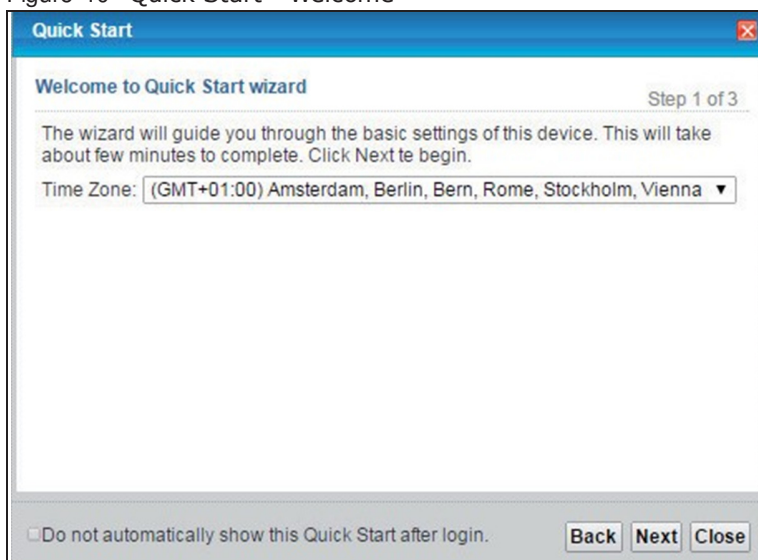 Quick Start
Welcome to Quick Start wizard
Step 1 of 3
The wizard will guide you through the basic settings of this device. This will take
about few minutes to complete. Click Next te begin.
Time Zone: (GMT+01:00) Amsterdam, Berlin, Bern, Rome, Stockholm, Vienna
Do not automatically show this Quick Start after login.
Back Next Close